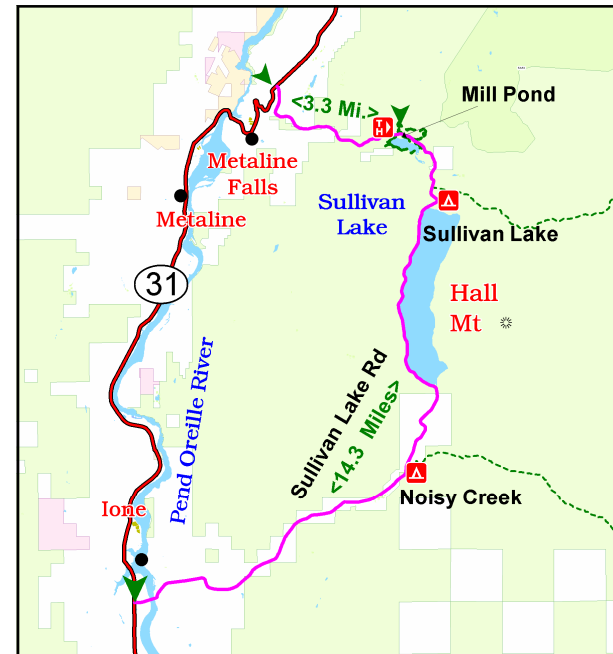 <3.3 Mi.>
TH
Mill Pond
Metaline
Falls
Metaline
Sullivan
Lake
Sullivan Lake
31
Hall
Mt
Pend Oreille River
Sullivan Lake Rd
<14.3 Miles>
Noisy Creek
Ione